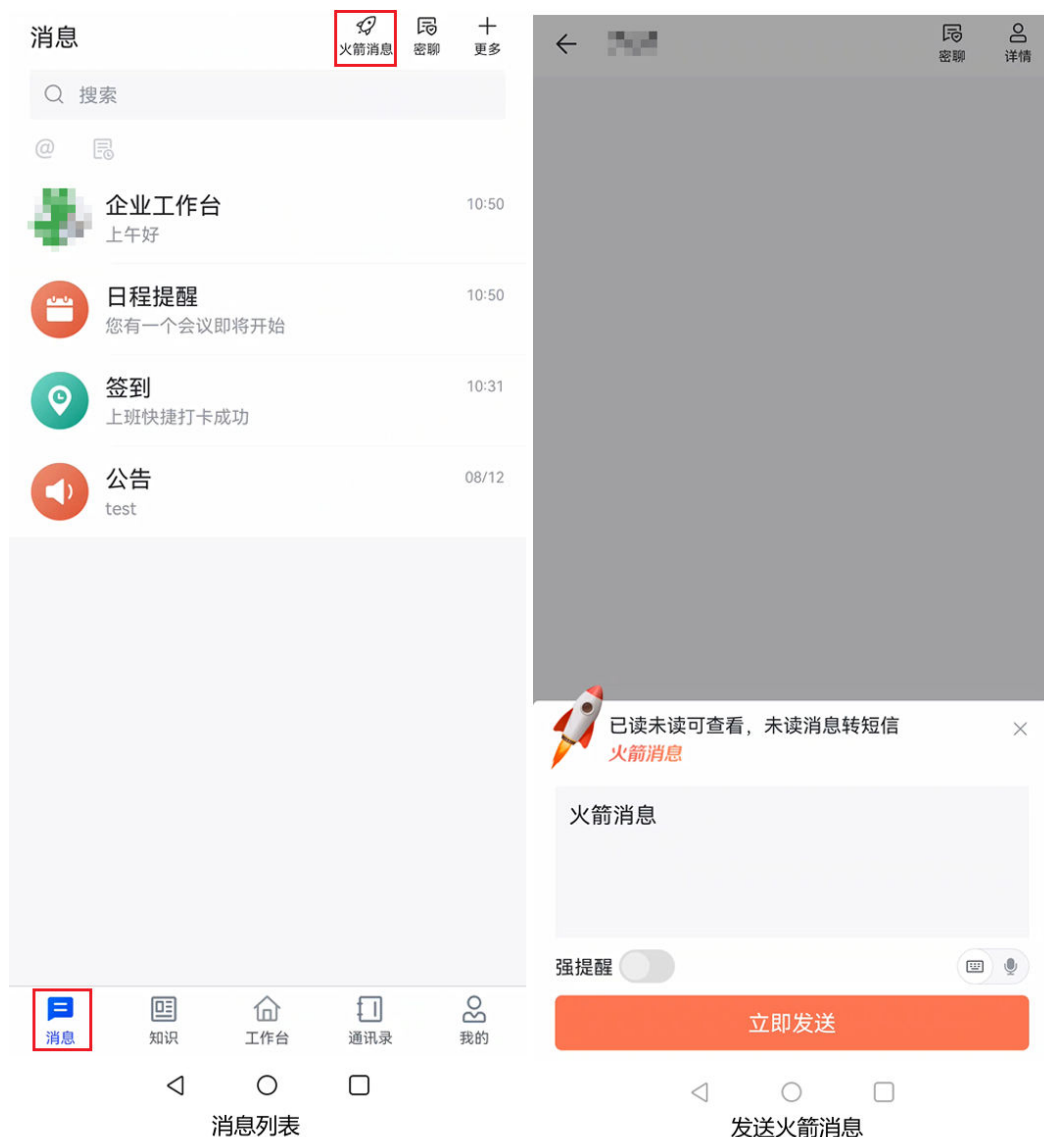 消息
火箭消息
密聊
更多
搜索
@
企业工作台
10:50
上午好
日程提醒
10:50
您有一个会议即将开始
签到
10:31
上班快捷打卡成功
公告
08/12
test
消息
知识
工作台
通讯录
我的
消息列表
密聊
详情
已读未读可查看，未读消息转短信
火箭消息
火箭消息
强提醒
立即发送
发送火箭消息